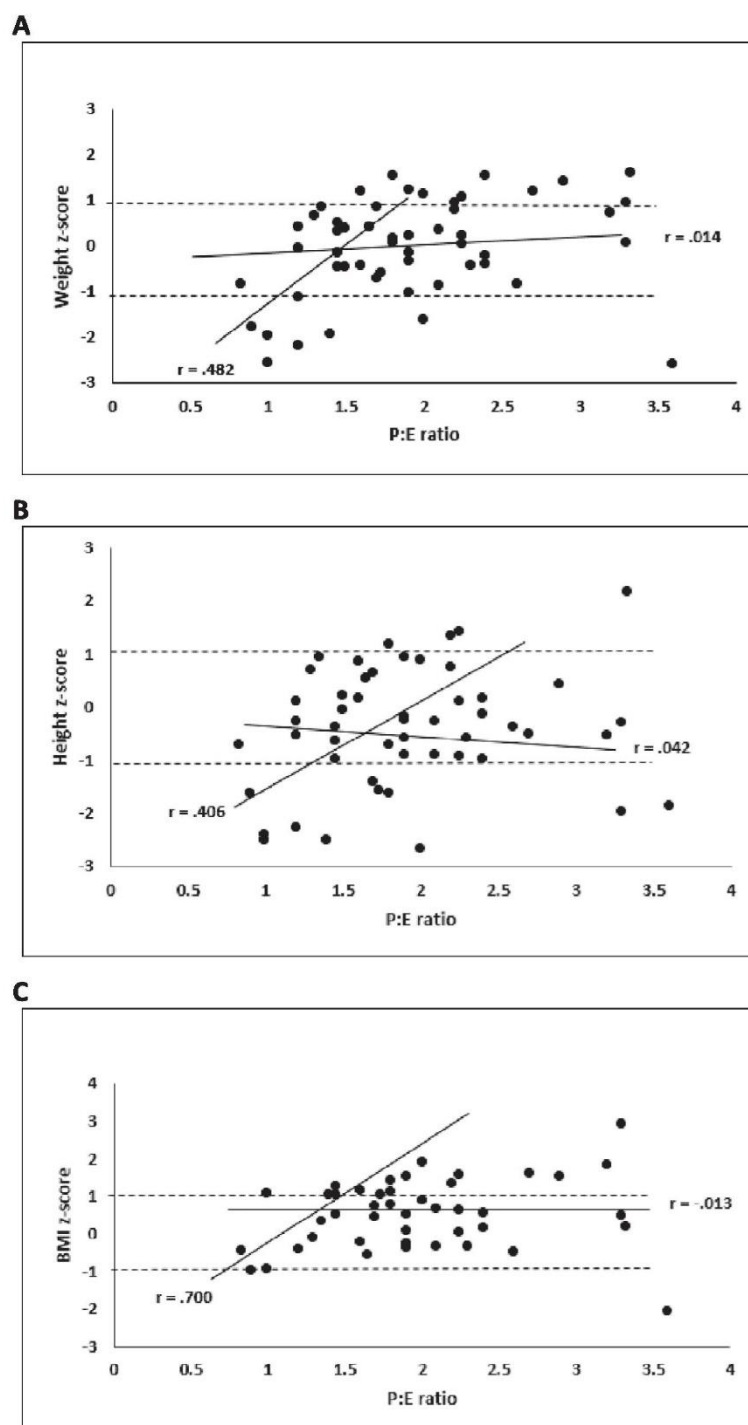 A
3
2
1
0
-1
-2
-3
Weight z-score
r = .014
r = .482
0 0.5 1 1.5 2 2.5 3 3.5 4
P:E ratio
B
3
2
1
0
-1
-2
-3
Height z-score
r = .042
r = .406
0 0.5 1 1.5 2 2.5 3 3.5 4
P:E ratio
C
4
3
2
1
0
-1
-2
-3
BMI z-score
r = -.013
r = .700
0 0.5 1 1.5 2 2.5 3 3.5 4
P:E ratio